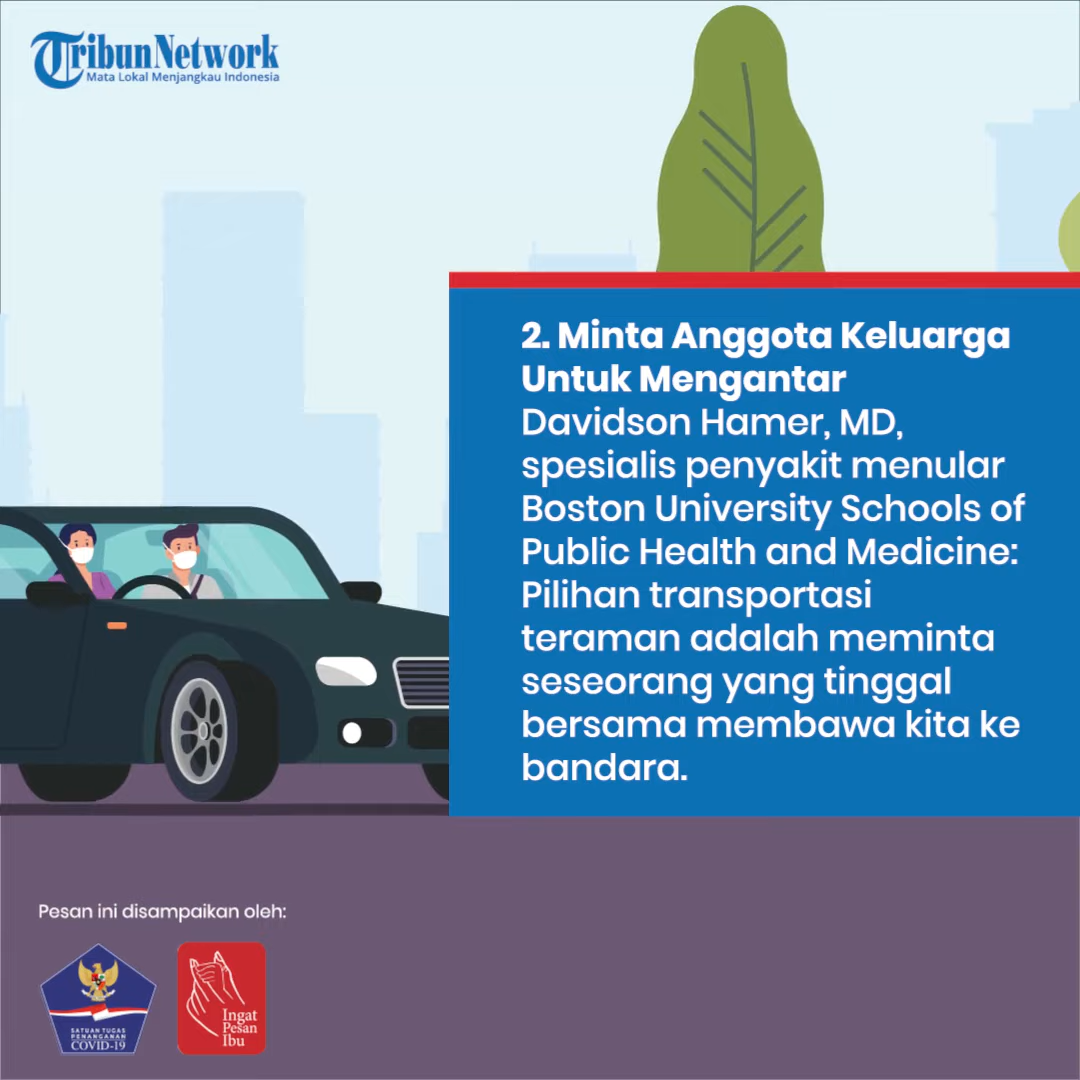 TribunNetwork
Mata Lokal Menjangkau Indonesia
2. Minta Anggota Keluarga
Untuk Mengantar
Davidson Hamer, MD,
spesialis penyakit menular
Boston University Schools of
Public Health and Medicine:
Pilihan transportasi
teraman adalah meminta
seseorang yang tinggal
bersama membawa kita ke
bandara.
Pesan ini disampaikan oleh:
SATUAN TUGAS
PENANGANAN
COVID-19
Ingat
Pesan
Ibu